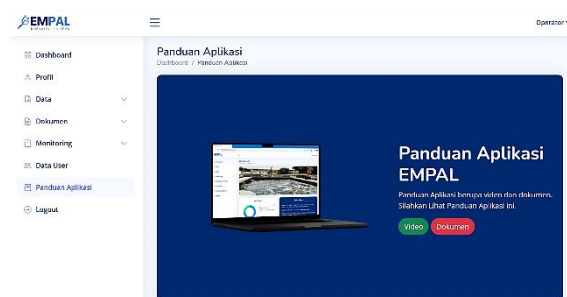 EMPAL
Operator
Dashboard
Profil
Data
Dokumen
Monitoring
Data User
Panduan Aplikasi
Logout
Panduan Aplikasi
Dashboard / Panduan Aplikasi
Panduan Aplikasi
EMPAL
Panduan Aplikasi berupa video dan dokumen.
Silahkan Lihat Panduan Aplikasi ini.
Video Dokumen